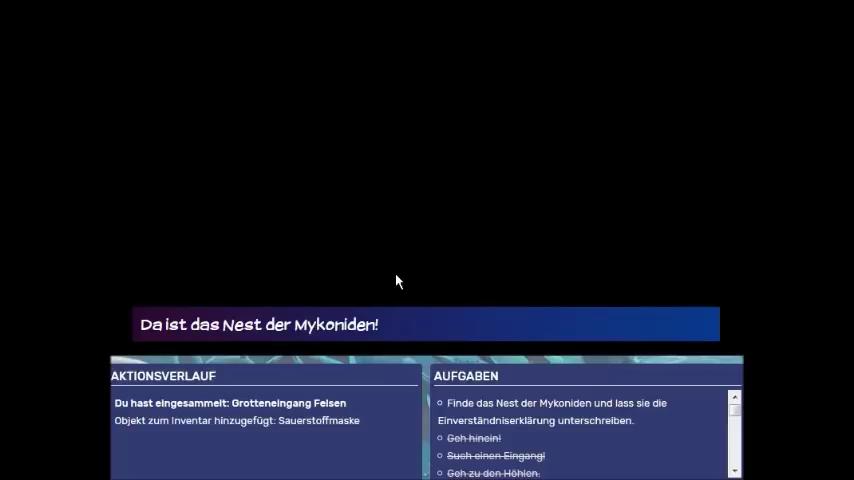 Da ist das Nest der Mykoniden!
AKTIONSVERLAUF
Du hast eingesammelt: Grotteneingang Felsen
Objekt zum Inventar hinzugefügt: Sauerstoffmaske
AUFGABEN
Finde das Nest der Mykoniden und lass sie die
Einverständniserklärung unterschreiben.
Geh hinein!
Such einen Eingang!
Geh zu den Höhlen.